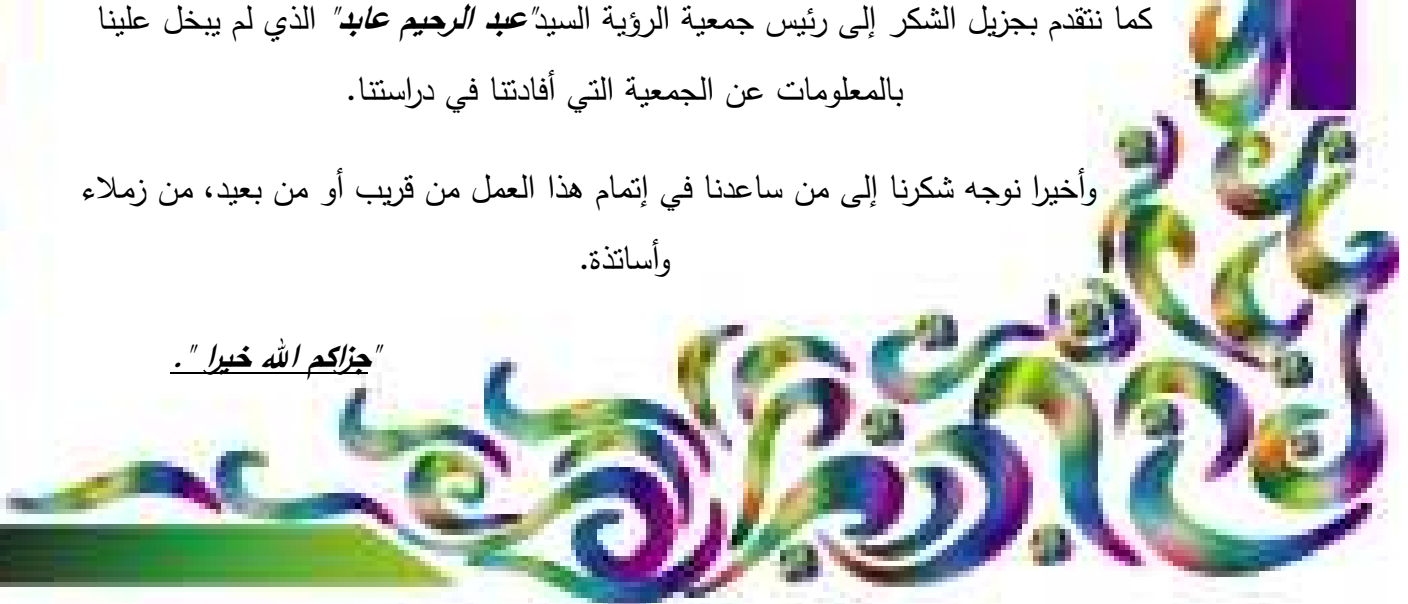 كما نتقدم بجزيل الشكر إلى رئيس جمعية الرؤية السيد"عبد الرحيم عابد" الذي لم يبخل علينا
بالمعلومات عن الجمعية التي أفادتنا في دراستنا.
وأخيرا نوجه شكرنا إلى من ساعدنا في إتمام هذا العمل من قريب أو من بعيد، من زملاء
وأساتذة.
"جزاكم الله خيرا ".